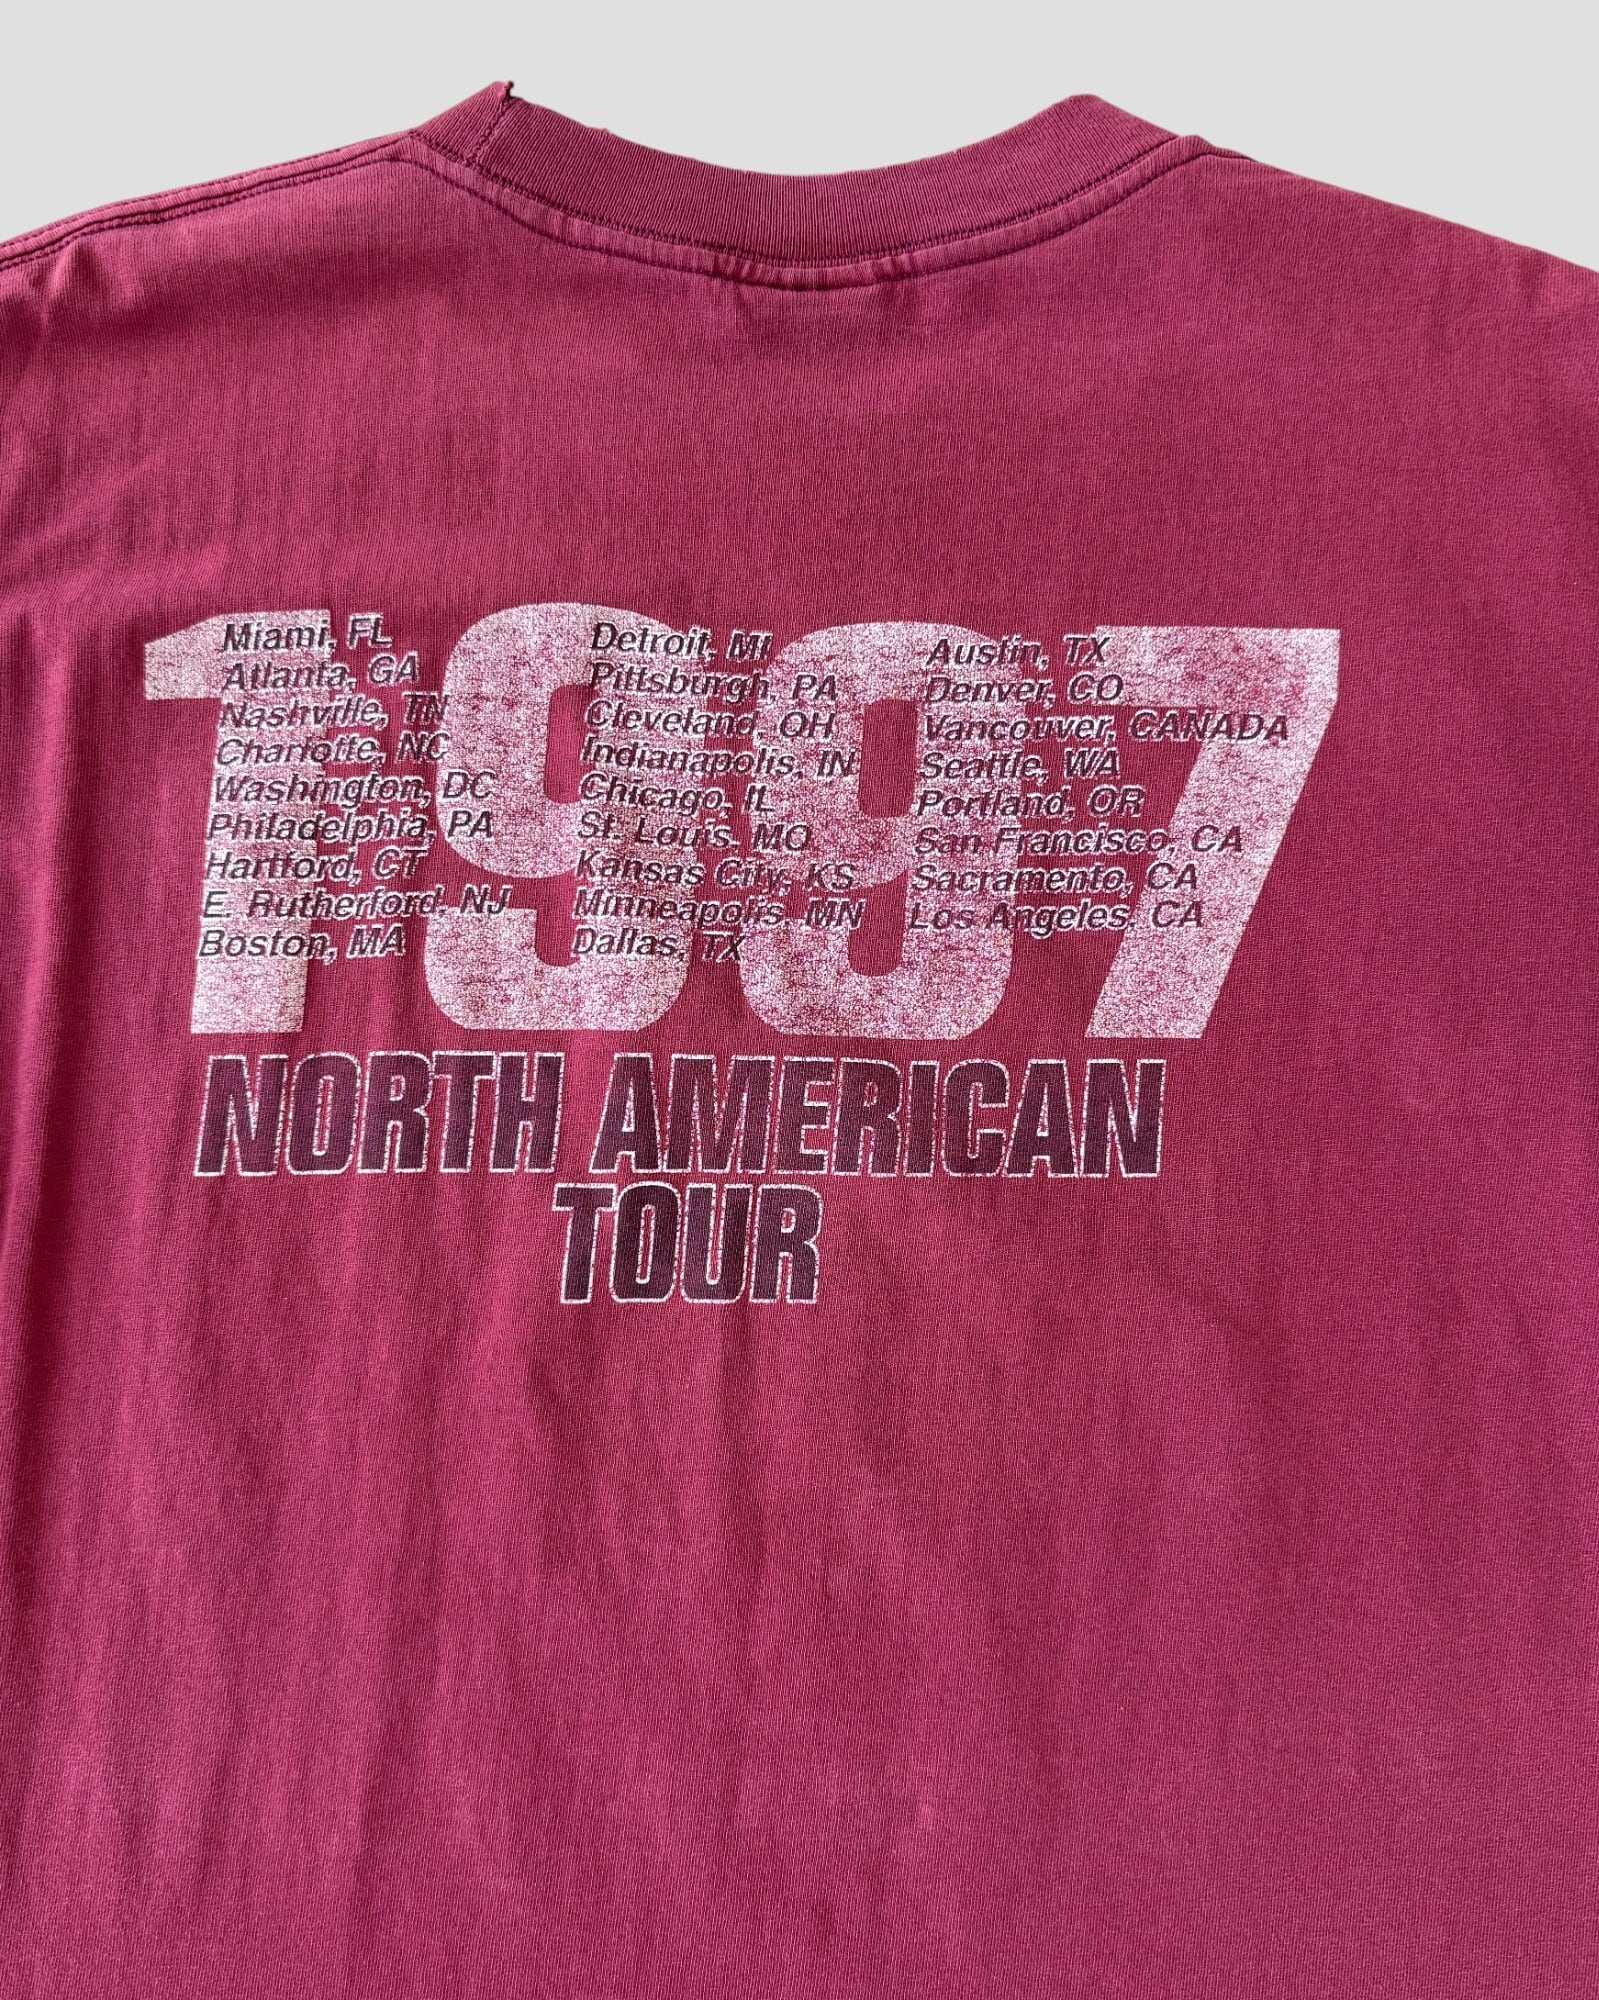 1997
Miami, FL
Atlanta, GA
Nashville, TN
Charlotte, NC
Washington, DC
Philadelphia, PA
Hartford, CT
E. Rutherford, NJ
Boston, MA
Detroit, MI
Pittsburgh, PA
Cleveland, OH
Indianapolis, IN
Chicago, IL
St. Louis, MO
Kansas City, KS
Minneapolis, MN
Dallas, TX
Austin, TX
Denver, CO
Vancouver, CANADA
Seattle, WA
Portland, OR
San Francisco, CA
Sacramento, CA
Los Angeles, CA
NORTH AMERICAN
TOUR